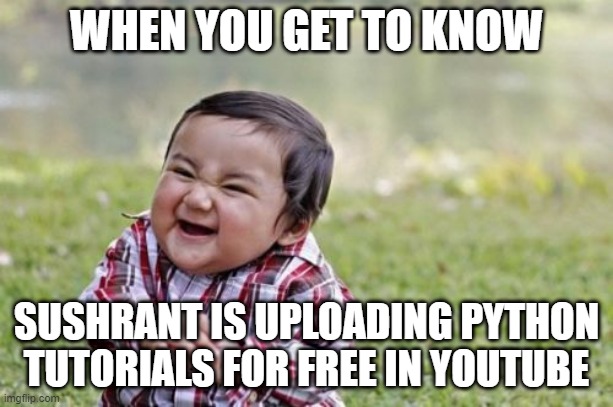 WHEN YOU GET TO KNOW
SUSHRANT IS UPLOADING PYTHON
TUTORIALS FOR FREE IN YOUTUBE
imgflip.com